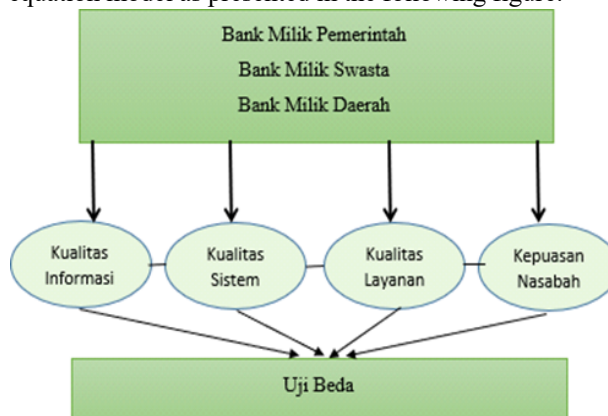 equation model as presented in the following figure.
Bank Milik Pemerintah
Bank Milik Swasta
Bank Milik Daerah
Kualitas
Informasi
Kualitas
Sistem
Kualitas
Layanan
Kepuasan
Nasabah
Uji Beda